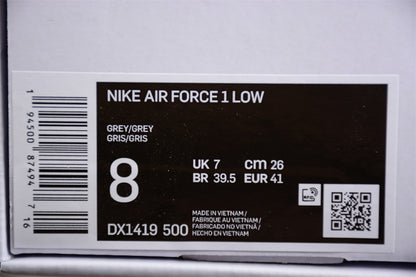 NIKE AIR FORCE 1 LOW
GREY/GREY
GRIS/GRIS
8
UK 7 cm 26
BR 39.5 EUR 41
DX1419 500
MADE IN VIETNAM/
FABRIQUE AU VIETNAM/
FABRICADO NO VIETNÃ/
HECHO EN VIETNAM
1 94500 87494 7 16